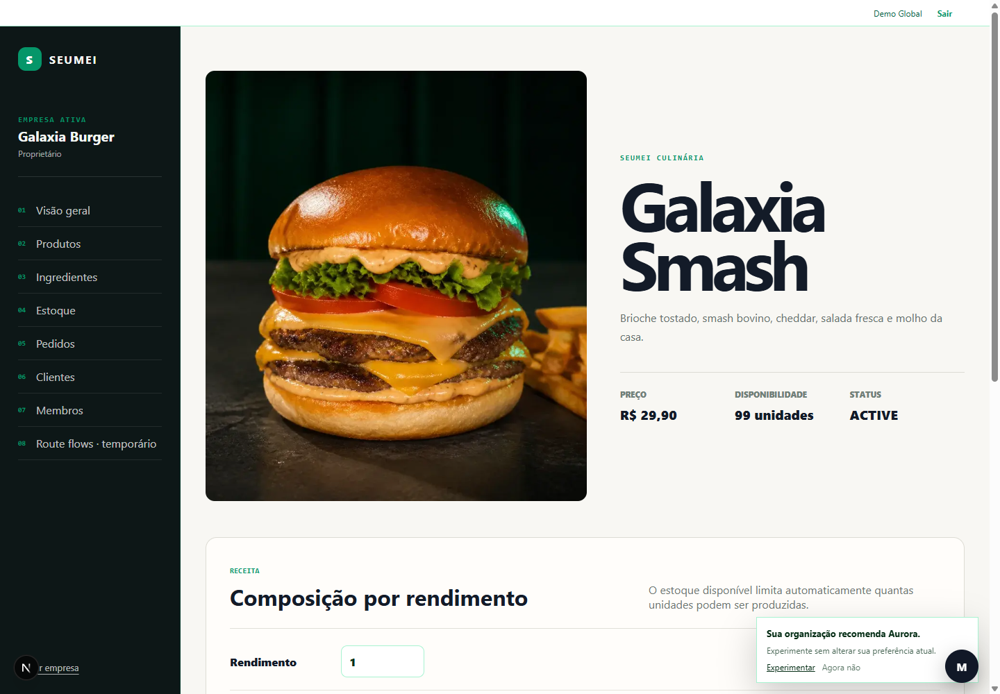 Demo Global
Sair
S
SEUMEI
EMPRESA ATIVA
Galaxia Burger
Proprietário
01 Visão geral
02 Produtos
03 Ingredientes
04 Estoque
05 Pedidos
06 Clientes
07 Membros
08 Route flows · temporário
N
r empresa
SEUMEI CULINÁRIA
Galaxia
Smash
Brioche tostado, smash bovino, cheddar, salada fresca e molho da
casa.
PREÇO
R$ 29,90
DISPONIBILIDADE
99 unidades
STATUS
ACTIVE
RECEITA
Composição por rendimento
O estoque disponível limita automaticamente quantas
unidades podem ser produzidas.
Rendimento
1
Sua organização recomenda Aurora.
Experimente sem alterar sua preferência atual.
Experimentar Agora não
M